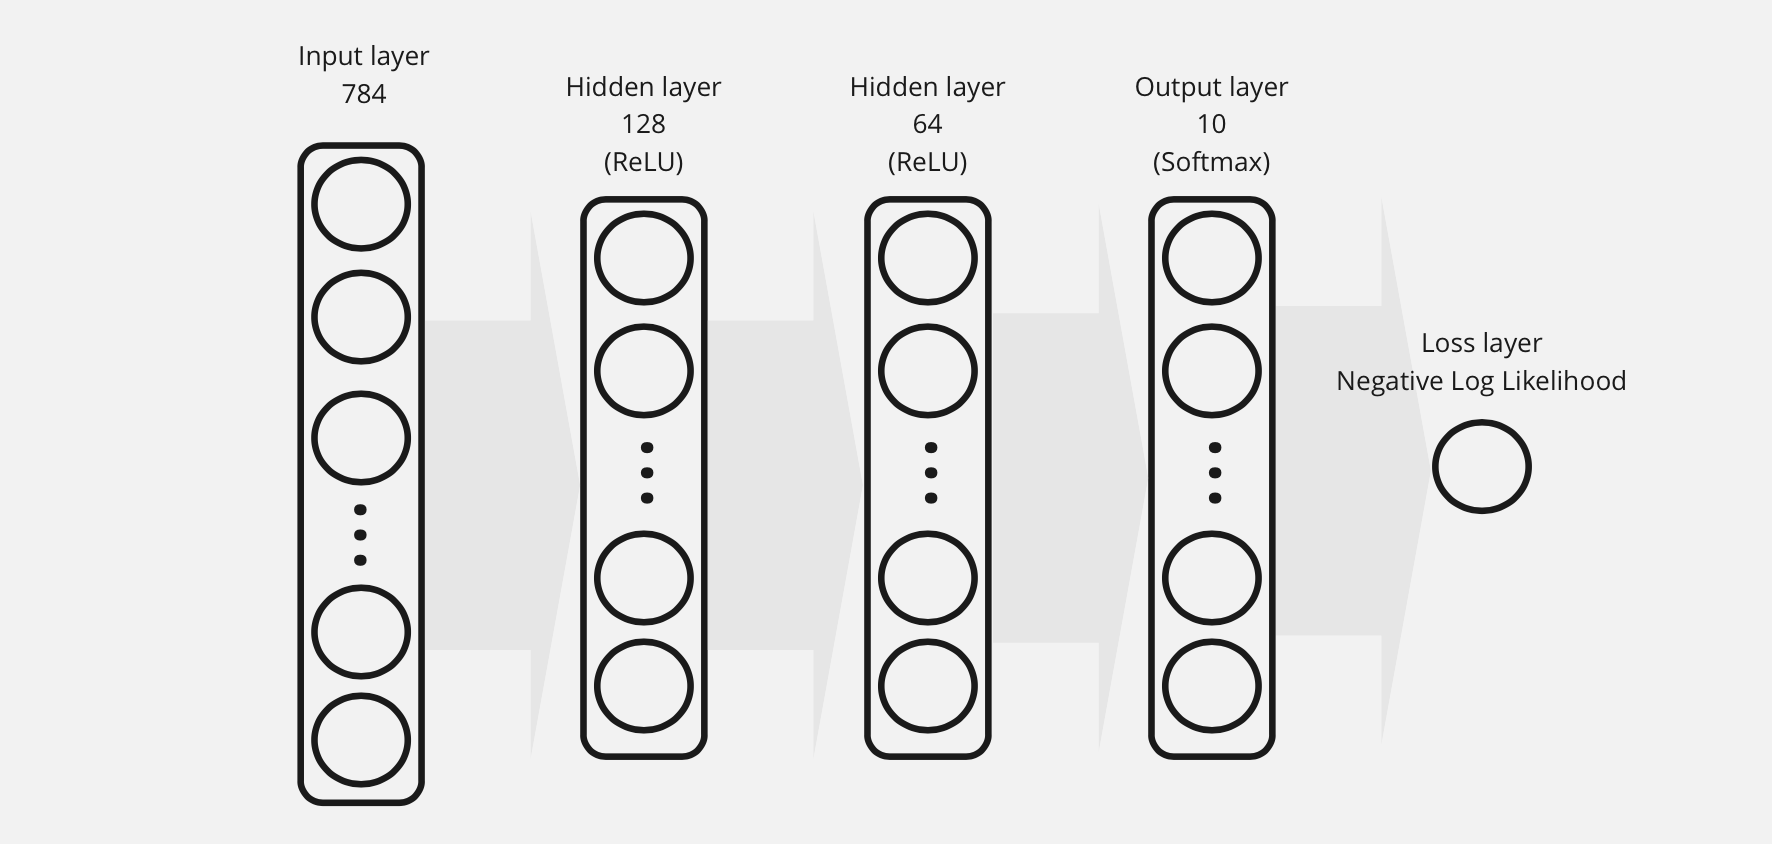 Input layer
784
Hidden layer
128
(ReLU)
Hidden layer
64
(ReLU)
Output layer
10
(Softmax)
Loss layer
Negative Log Likelihood